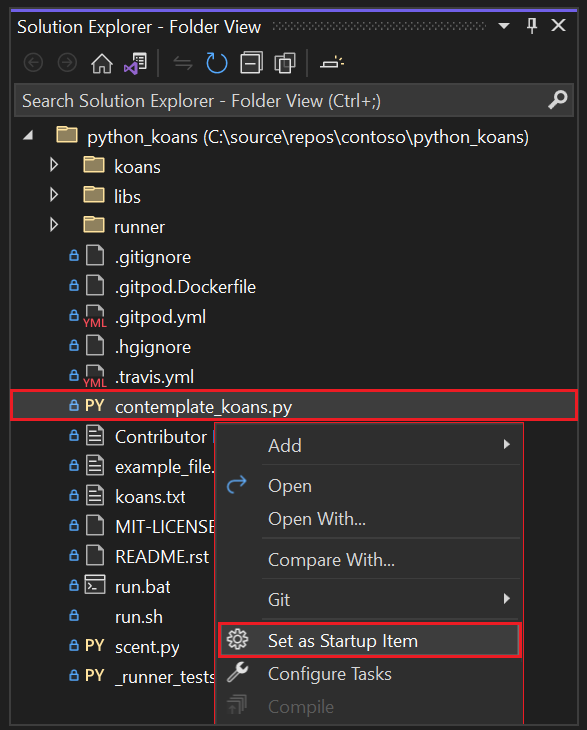 Solution Explorer - Folder View
Search Solution Explorer - Folder View (Ctrl+;)
python_koans (C:\source\repos\contoso\python_koans)
koans
libs
runner
.gitignore
.gitpod.Dockerfile
YML .gitpod.yml
.hgignore
YML .travis.yml
PY contemplate_koans.py
Contributor
example_file.
koans.txt
MIT-LICENSE
README.rst
run.bat
run.sh
PY scent.py
PY _runner_tests
Add
Open
Open With...
Compare With...
Git
Set as Startup Item
Configure Tasks
Compile